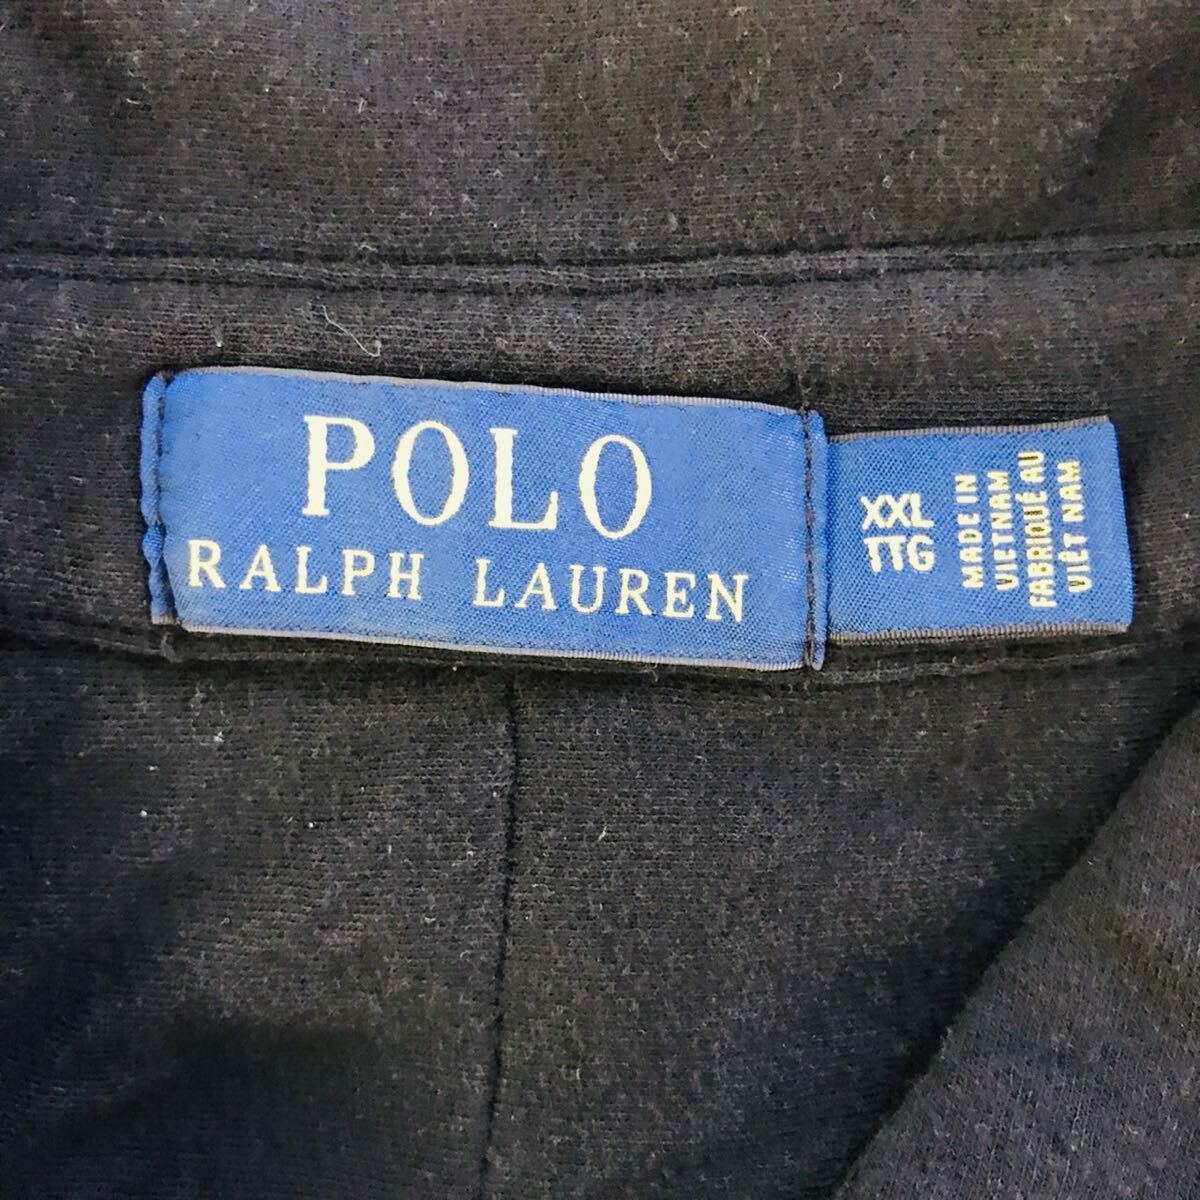 POLO
RALPH LAUREN
XXL
TTG
MADE IN
VIETNAM
FABRIQUÉ AU
VIÊT NAM